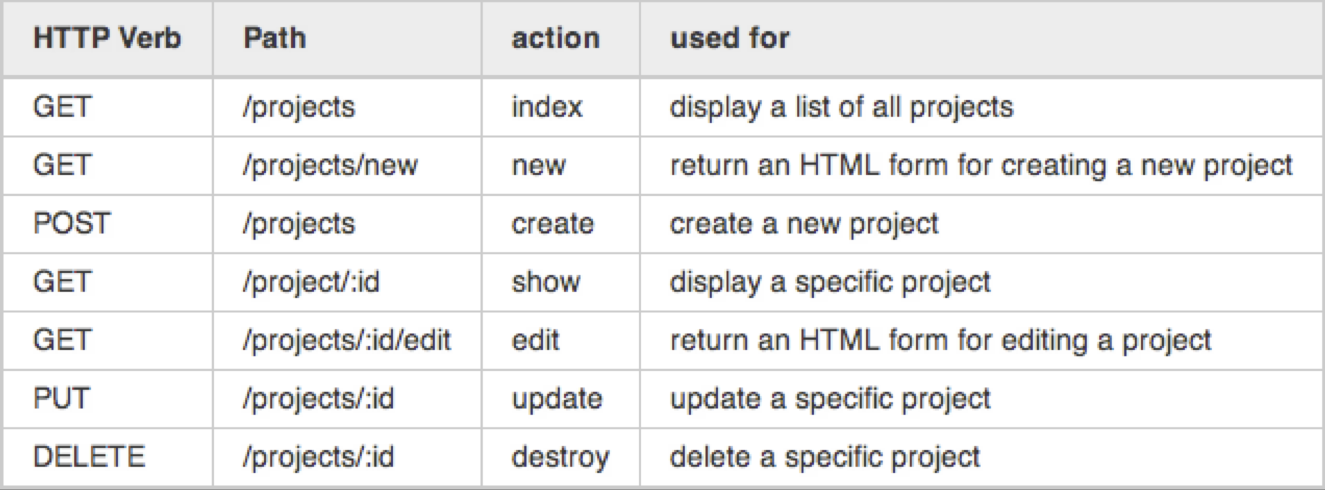 HTTP Verb Path action used for
GET /projects index display a list of all projects
GET /projects/new new return an HTML form for creating a new project
POST /projects create create a new project
GET /project/:id show display a specific project
GET /projects/:id/edit edit return an HTML form for editing a project
PUT /projects/:id update update a specific project
DELETE /projects/:id destroy delete a specific project